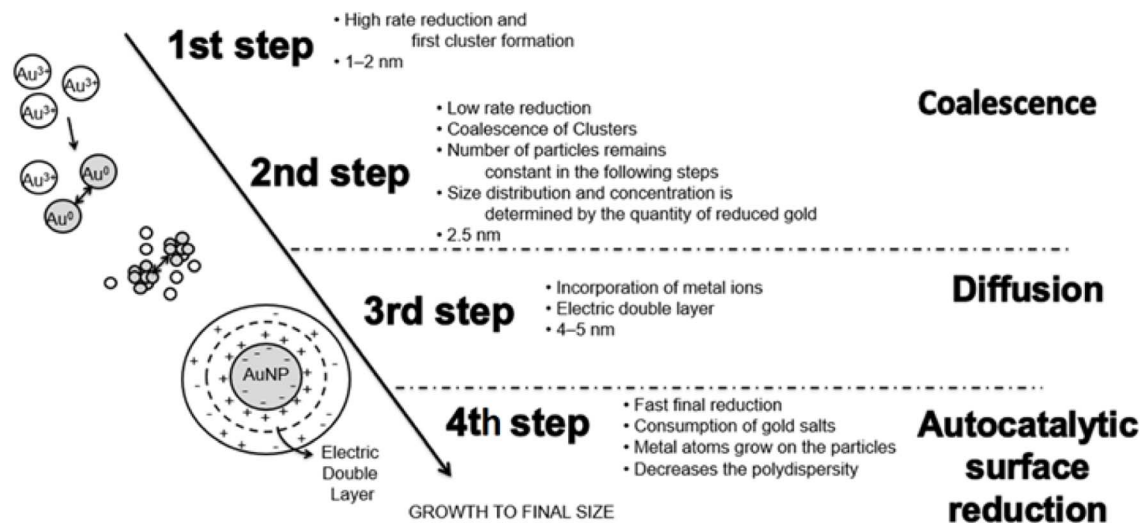 1st step
• High rate reduction and
first cluster formation
• 1–2 nm
Au3+
Au3+
Au3+
Au3+
Au0
Au0
Coalescence
2nd step
• Low rate reduction
• Coalescence of Clusters
• Number of particles remains
constant in the following steps
• Size distribution and concentration is
determined by the quantity of reduced gold
• 2.5 nm
3rd step
• Incorporation of metal ions
• Electric double layer
• 4–5 nm
Diffusion
AuNP
Electric
Double
Layer
4th step
• Fast final reduction
• Consumption of gold salts
• Metal atoms grow on the particles
• Decreases the polydispersity
Autocatalytic
surface
reduction
GROWTH TO FINAL SIZE